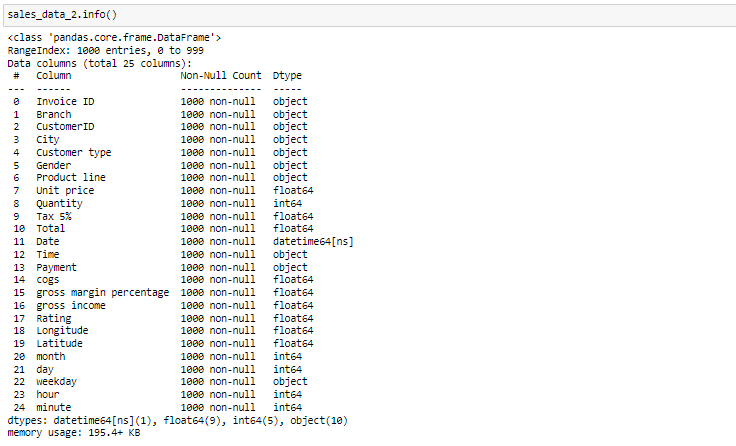 sales_data_2.info()
<class 'pandas.core.frame.DataFrame'>
RangeIndex: 1000 entries, 0 to 999
Data columns (total 25 columns):
 #   Column                   Non-Null Count  Dtype
---  ------                   --------------  -----
 0   Invoice ID               1000 non-null   object
 1   Branch                   1000 non-null   object
 2   CustomerID               1000 non-null   object
 3   City                     1000 non-null   object
 4   Customer type            1000 non-null   object
 5   Gender                   1000 non-null   object
 6   Product line             1000 non-null   object
 7   Unit price               1000 non-null   float64
 8   Quantity                 1000 non-null   int64
 9   Tax 5%                   1000 non-null   float64
 10  Total                    1000 non-null   float64
 11  Date                     1000 non-null   datetime64[ns]
 12  Time                     1000 non-null   object
 13  Payment                  1000 non-null   object
 14  cogs                     1000 non-null   float64
 15  gross margin percentage  1000 non-null   float64
 16  gross income             1000 non-null   float64
 17  Rating                   1000 non-null   float64
 18  Longitude                1000 non-null   float64
 19  Latitude                 1000 non-null   float64
 20  month                    1000 non-null   int64
 21  day                      1000 non-null   int64
 22  weekday                  1000 non-null   object
 23  hour                     1000 non-null   int64
 24  minute                   1000 non-null   int64
dtypes: datetime64[ns](1), float64(9), int64(5), object(10)
memory usage: 195.4+ KB